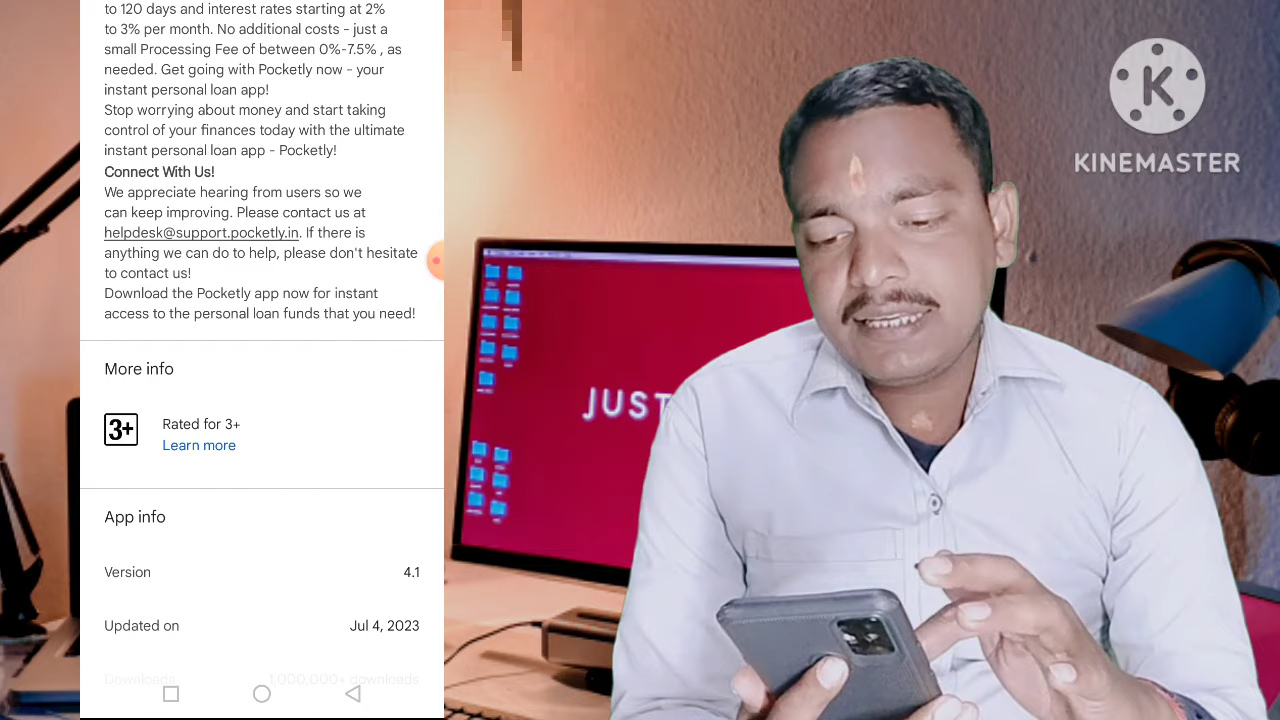 to 120 days and interest rates starting at 2%
to 3% per month. No additional costs - just a
small Processing Fee of between 0%-7.5% , as
needed. Get going with Pocketly now - your
instant personal loan app!
Stop worrying about money and start taking
control of your finances today with the ultimate
instant personal loan app - Pocketly!
Connect With Us!
We appreciate hearing from users so we
can keep improving. Please contact us at
helpdesk@support.pocketly.in. If there is
anything we can do to help, please don't hesitate
to contact us!
Download the Pocketly app now for instant
access to the personal loan funds that you need!
More info
3+
Rated for 3+
Learn more
App info
Version 4.1
Updated on Jul 4, 2023
Downloads 1,000,000+ downloads
JUST
K
KINEMASTER